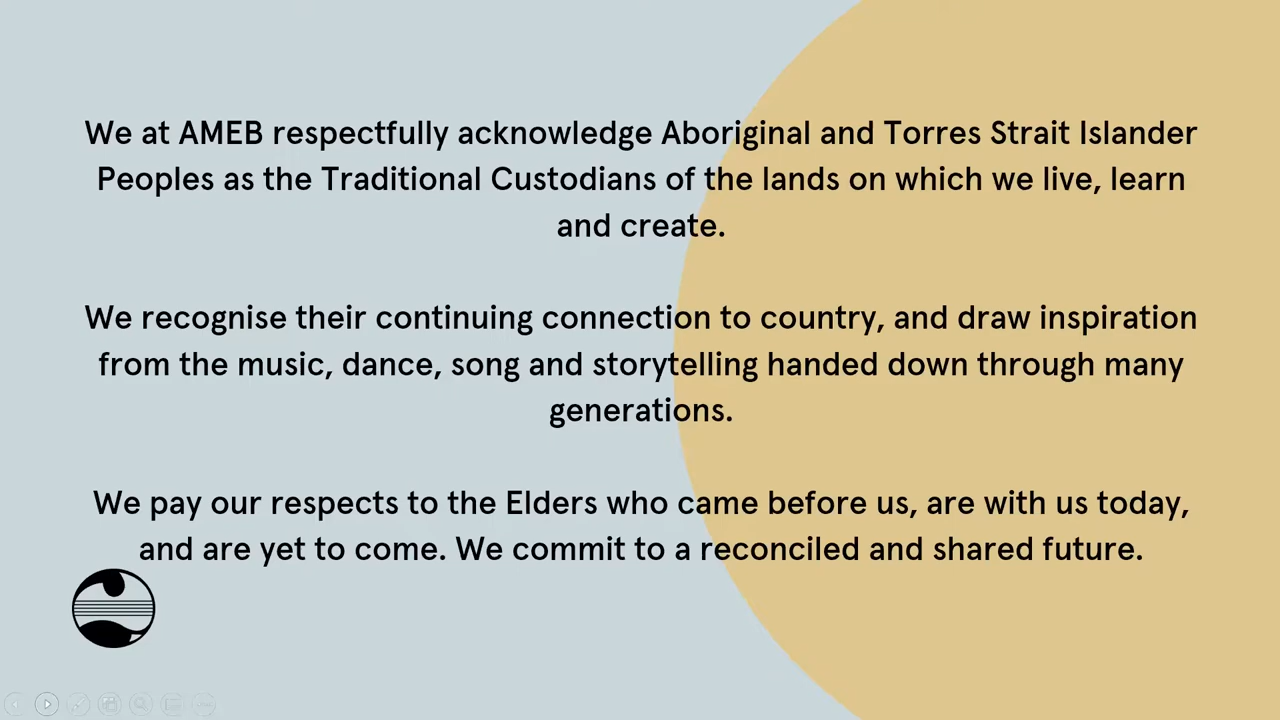 We at AMEB respectfully acknowledge Aboriginal and Torres Strait Islander
Peoples as the Traditional Custodians of the lands on which we live, learn
and create.
We recognise their continuing connection to country, and draw inspiration
from the music, dance, song and storytelling handed down through many
generations.
We pay our respects to the Elders who came before us, are with us today,
and are yet to come. We commit to a reconciled and shared future.